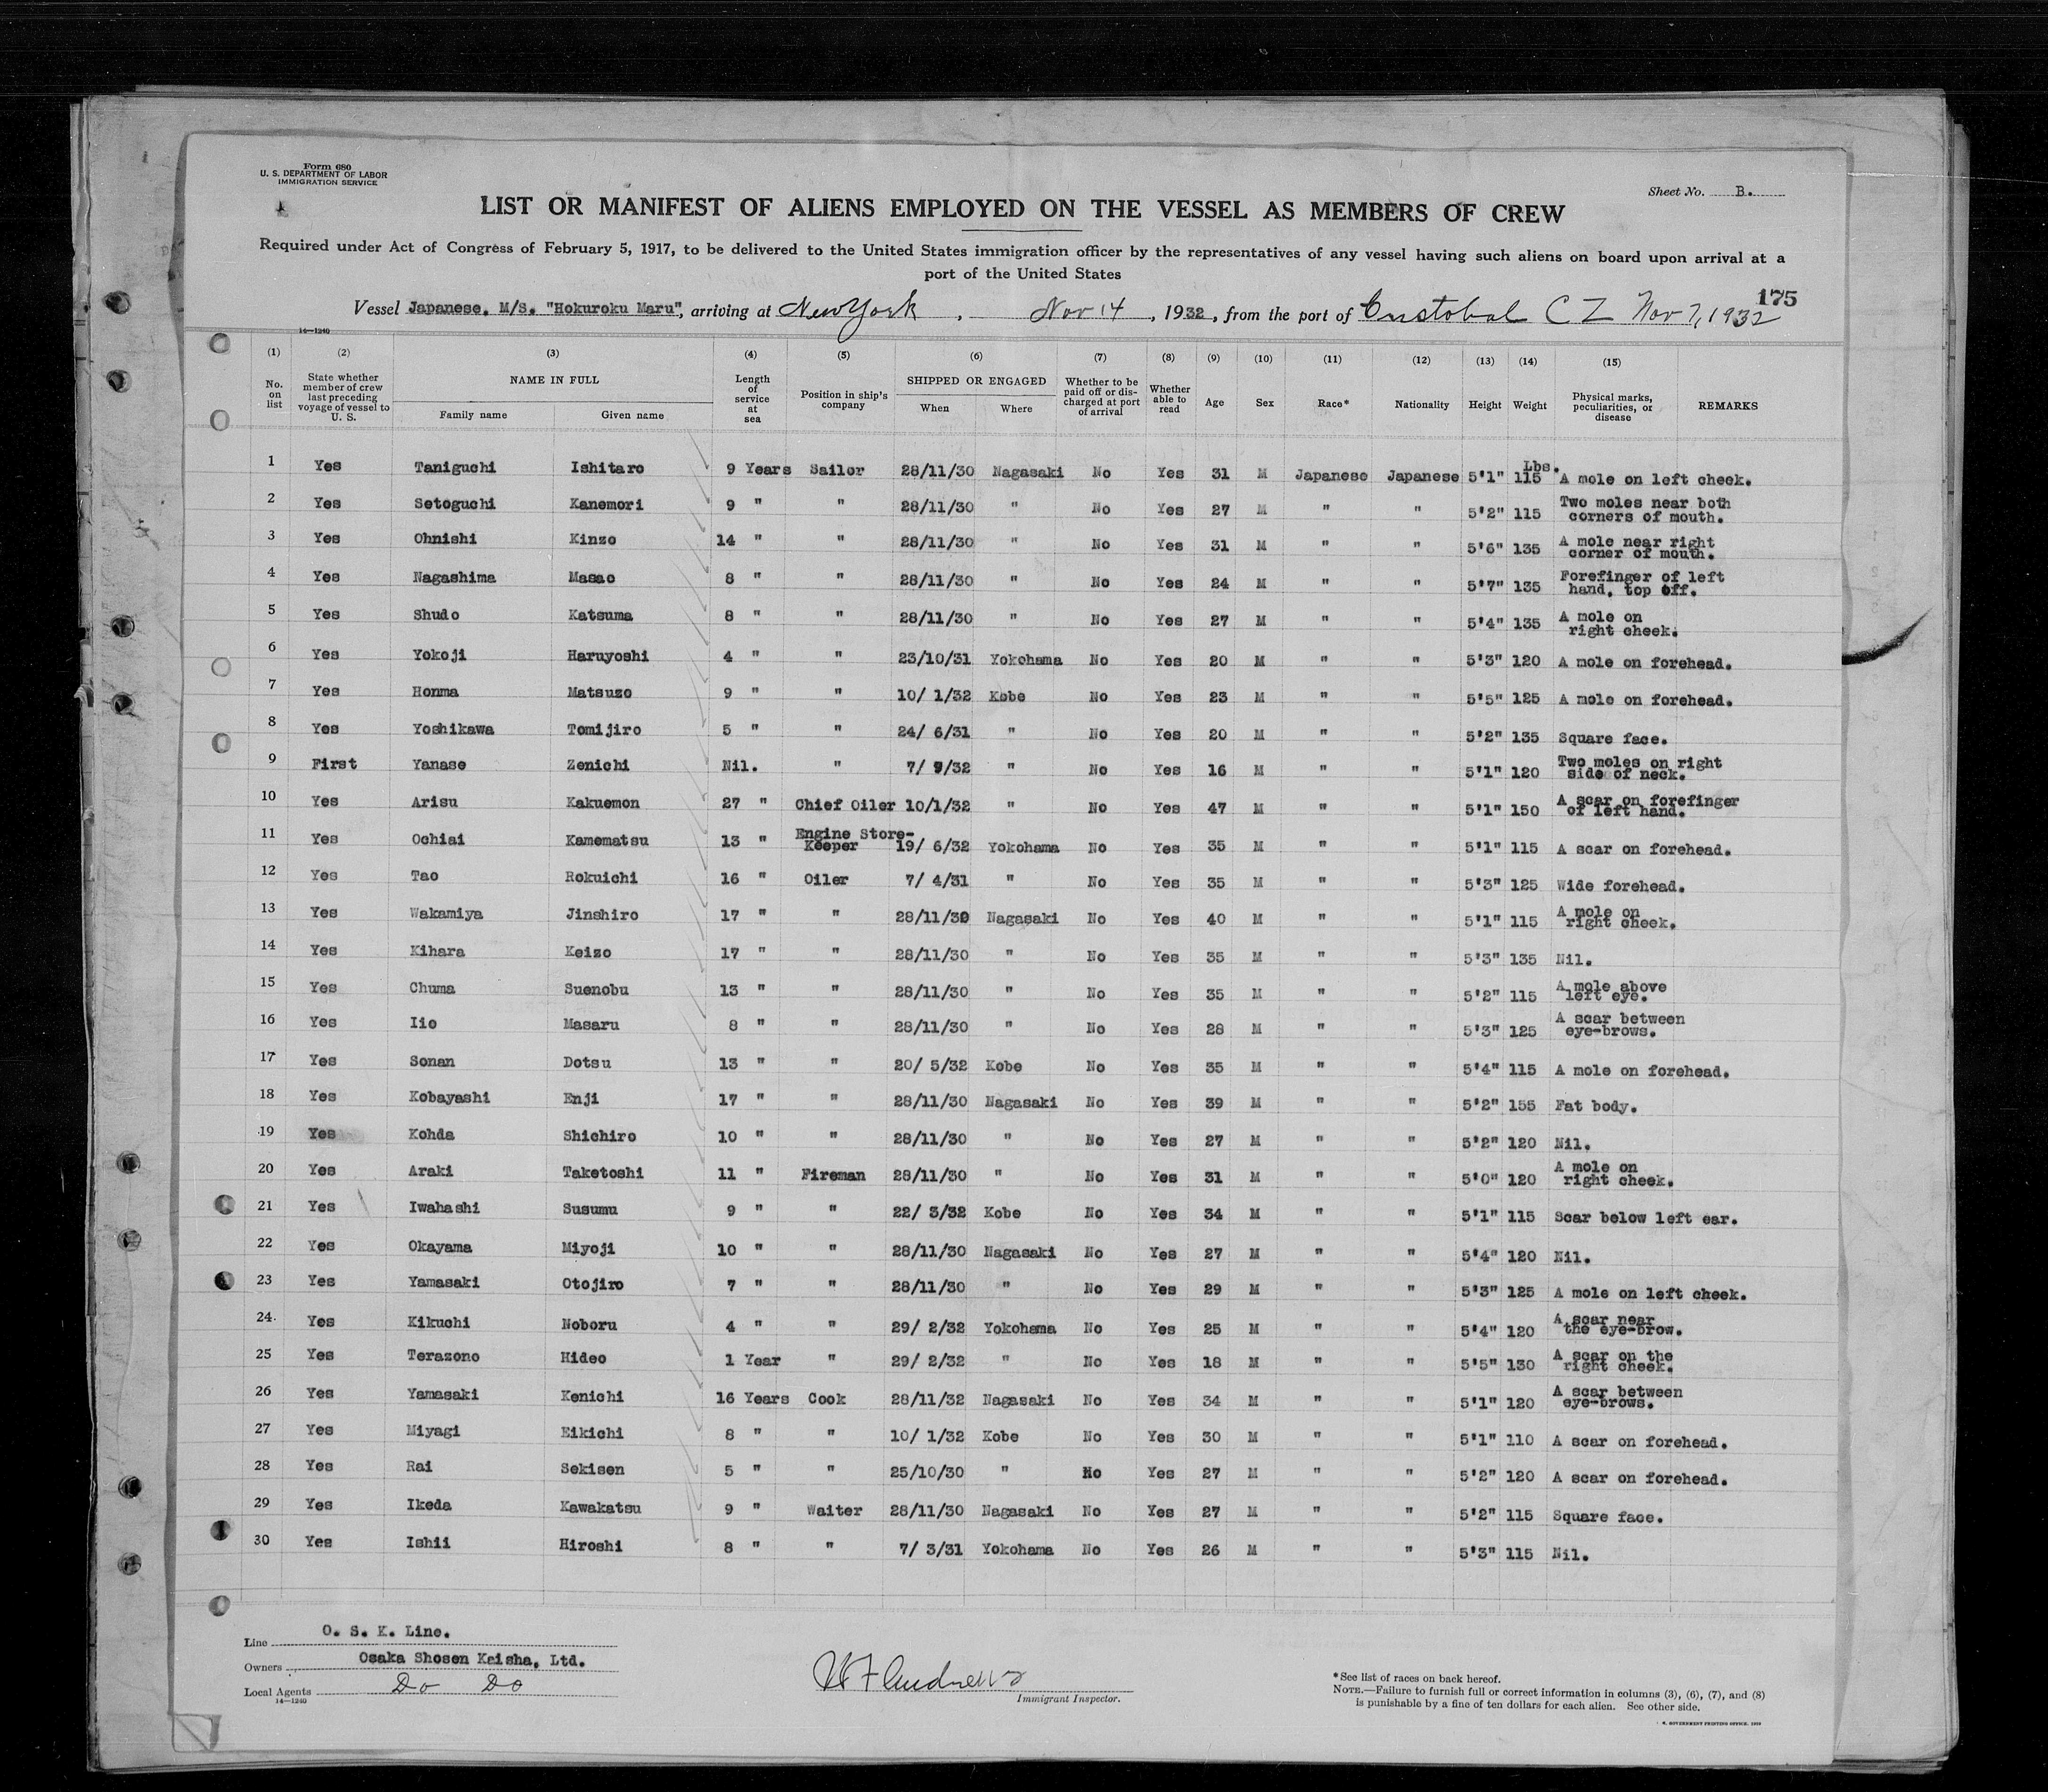 Form 680
U. S. DEPARTMENT OF LABOR
IMMIGRATION SERVICE
Sheet No. B.
LIST OR MANIFEST OF ALIENS EMPLOYED ON THE VESSEL AS MEMBERS OF CREW
Required under Act of Congress of February 5, 1917, to be delivered to the United States immigration officer by the representatives of any vessel having such aliens on board upon arrival at a
port of the United States
175
Vessel Japanese. M/S. "Hokuroku Maru", arriving at New York, - Nov 14, 1932, from the port of Cristobal C Z Nov 7, 1932
14—1240
(1) (2) (3) (4) (5) (6) (7) (8) (9) (10) (11) (12) (13) (14) (15)
No. on list State whether member of crew last preceding voyage of vessel to U. S. NAME IN FULL Family name Given name Length of service at sea Position in ship's company SHIPPED OR ENGAGED When Where Whether to be paid off or discharged at port of arrival Whether able to read Age Sex Race* Nationality Height Weight Physical marks, peculiarities, or disease REMARKS
1 Yes Taniguchi Ishitaro 9 Years Sailor 28/11/30 Nagasaki No Yes 31 M Japanese Japanese 5'1" Lbs. 115 A mole on left cheek.
2 Yes Setoguchi Kanemori 9 " " 28/11/30 " No Yes 27 M " " 5'2" 115 Two moles near both corners of mouth.
3 Yes Ohnishi Kinzo 14 " " 28/11/30 " No Yes 31 M " " 5'6" 135 A mole near right corner of mouth.
4 Yes Nagashima Masao 8 " " 28/11/30 " No Yes 24 M " " 5'7" 135 Forefinger of left hand, top off.
5 Yes Shudo Katsuma 8 " " 28/11/30 " No Yes 27 M " " 5'4" 135 A mole on right cheek.
6 Yes Yokoji Haruyoshi 4 " " 23/10/31 Yokohama No Yes 20 M " " 5'3" 120 A mole on forehead.
7 Yes Honma Matsuzo 9 " " 10/ 1/32 Kobe No Yes 23 M " " 5'5" 125 A mole on forehead.
8 Yes Yoshikawa Tomijiro 5 " " 24/ 6/31 " No Yes 20 M " " 5'2" 135 Square face.
9 First Yanase Zenichi Nil. " 7/ 9/32 " No Yes 16 M " " 5'1" 120 Two moles on right side of neck.
10 Yes Arisu Kakuemon 27 " Chief Oiler 10/1/32 " No Yes 47 M " " 5'1" 150 A scar on forefinger of left hand.
11 Yes Ochiai Kamematsu 13 " Engine Store-Keeper 19/ 6/32 Yokohama No Yes 35 M " " 5'1" 115 A scar on forehead.
12 Yes Tao Rokuichi 16 " Oiler 7/ 4/31 " No Yes 35 M " " 5'3" 125 Wide forehead.
13 Yes Wakamiya Jinshiro 17 " " 28/11/30 Nagasaki No Yes 40 M " " 5'1" 115 A mole on right cheek.
14 Yes Kihara Keizo 17 " " 28/11/30 " No Yes 35 M " " 5'3" 135 Nil.
15 Yes Chuma Suenobu 13 " " 28/11/30 " No Yes 35 M " " 5'2" 115 A mole above left eye.
16 Yes Iio Masaru 8 " " 28/11/30 " No Yes 28 M " " 5'3" 125 A scar between eye-brows.
17 Yes Sonan Dotsu 13 " " 20/ 5/32 Kobe No Yes 35 M " " 5'4" 115 A mole on forehead.
18 Yes Kobayashi Enji 17 " " 28/11/30 Nagasaki No Yes 39 M " " 5'2" 155 Fat body.
19 Yes Kohda Shichiro 10 " " 28/11/30 " No Yes 27 M " " 5'2" 120 Nil.
20 Yes Araki Taketoshi 11 " Fireman 28/11/30 " No Yes 31 M " " 5'0" 120 A mole on right cheek.
21 Yes Iwahashi Susumu 9 " " 22/ 3/32 Kobe No Yes 34 M " " 5'1" 115 Scar below left ear.
22 Yes Okayama Miyoji 10 " " 28/11/30 Nagasaki No Yes 27 M " " 5'4" 120 Nil.
23 Yes Yamasaki Otojiro 7 " " 28/11/30 " No Yes 29 M " " 5'3" 125 A mole on left cheek.
24 Yes Kikuchi Noboru 4 " " 29/ 2/32 Yokohama No Yes 25 M " " 5'4" 120 A scar near the eye-brow.
25 Yes Terazono Hideo 1 Year " 29/ 2/32 " No Yes 18 M " " 5'5" 130 A scar on the right cheek.
26 Yes Yamasaki Kenichi 16 Years Cook 28/11/32 Nagasaki No Yes 34 M " " 5'1" 120 A scar between eye-brows.
27 Yes Miyagi Eikichi 8 " " 10/ 1/32 Kobe No Yes 30 M " " 5'1" 110 A scar on forehead.
28 Yes Rai Sekisen 5 " " 25/10/30 " No Yes 27 M " " 5'2" 120 A scar on forehead.
29 Yes Ikeda Kawakatsu 9 " Waiter 28/11/30 Nagasaki No Yes 27 M " " 5'2" 115 Square face.
30 Yes Ishii Hiroshi 8 " " 7/ 3/31 Yokohama No Yes 26 M " " 5'3" 115 Nil.
Line O. S. K. Line.
Owners Osaka Shosen Kaisha, Ltd.
Local Agents Do Do
14—1240
Immigrant Inspector.
*See list of races on back hereof.
NOTE.—Failure to furnish full or correct information in columns (3), (6), (7), and (8)
is punishable by a fine of ten dollars for each alien. See other side.
GOVERNMENT PRINTING OFFICE